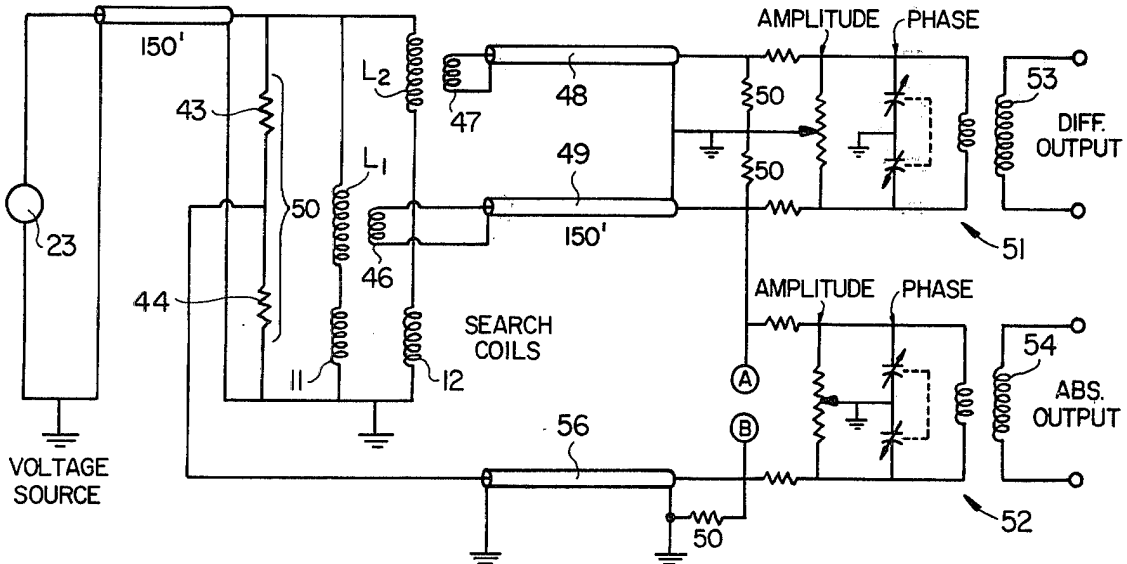 AMPLITUDE PHASE
150'
L2
47
48
50
53
43
DIFF.
OUTPUT
L1
49
50
50
23
46
150'
51
44
AMPLITUDE PHASE
SEARCH
COILS
11
12
A
54
ABS.
OUTPUT
B
56
VOLTAGE
SOURCE
50
52